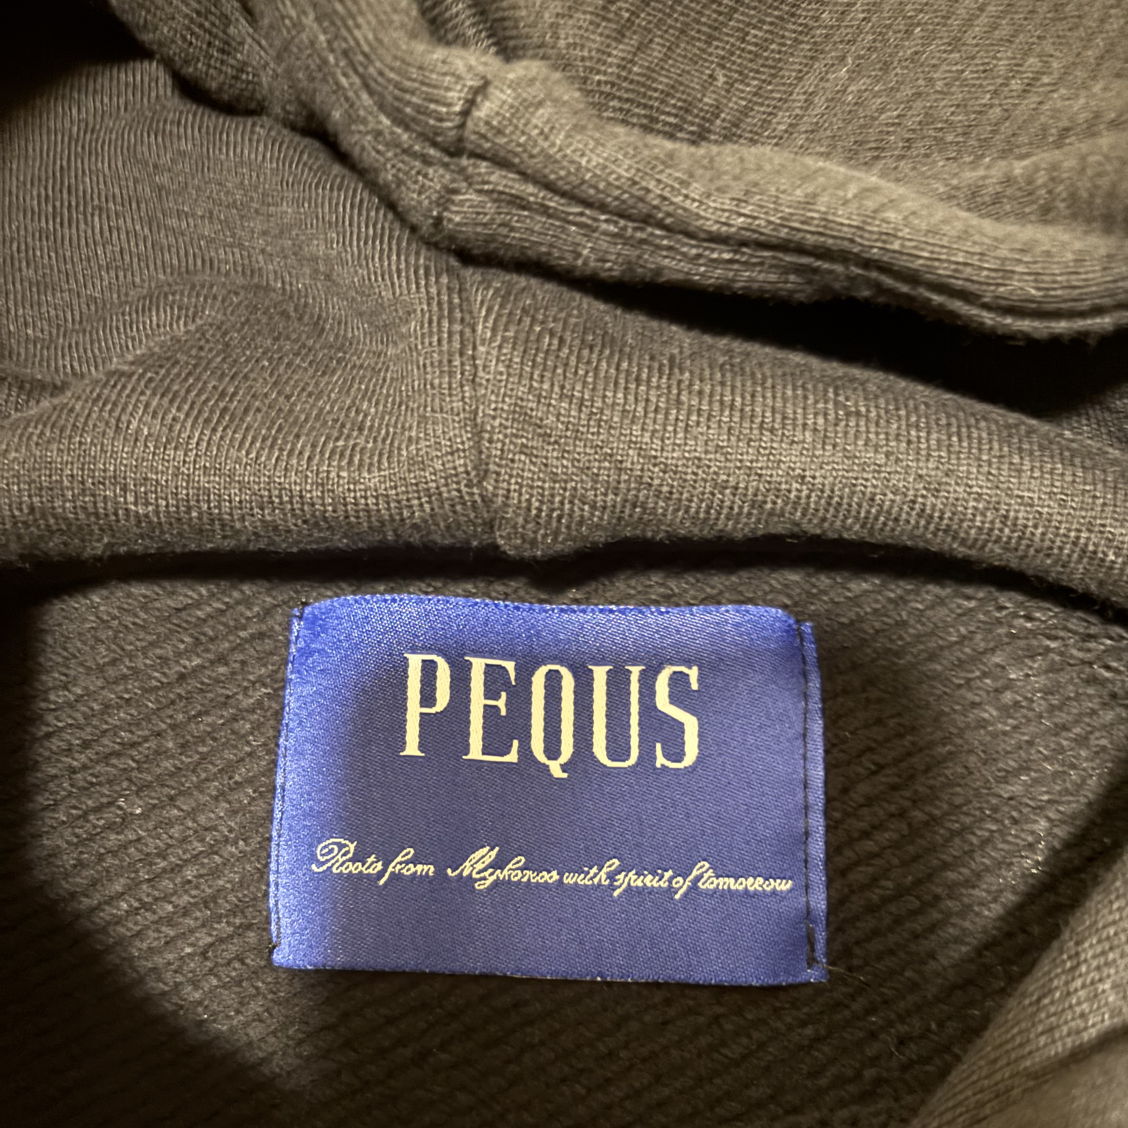 PEQUS
Roots from Mykonos with spirit of tomorrow